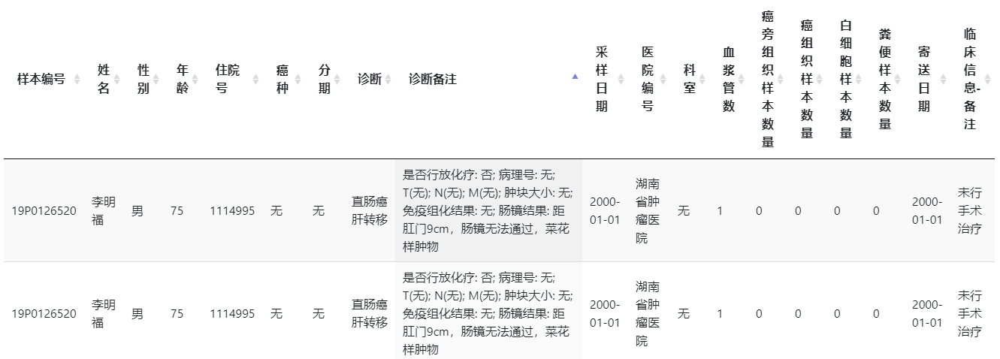 样本编号 姓名 性别 年龄 住院号 癌种 分期 诊断 诊断备注 采样日期 医院编号 科室 血浆管数 癌旁组织样本数量 癌组织样本数量 白细胞样本数量 粪便样本数量 寄送日期 临床信息-备注
19P0126520 李明福 男 75 1114995 无 无 直肠癌肝转移
是否行放化疗: 否; 病理号: 无;
T(无); N(无); M(无); 肿块大小: 无;
免疫组化结果: 无; 肠镜结果: 距
肛门9cm，肠镜无法通过，菜花
样肿物
2000-01-01 湖南省肿瘤医院 无 1 0 0 0 0 2000-01-01 未行手术治疗
19P0126520 李明福 男 75 1114995 无 无 直肠癌肝转移
是否行放化疗: 否; 病理号: 无;
T(无); N(无); M(无); 肿块大小: 无;
免疫组化结果: 无; 肠镜结果: 距
肛门9cm，肠镜无法通过，菜花
样肿物
2000-01-01 湖南省肿瘤医院 无 1 0 0 0 0 2000-01-01 未行手术治疗